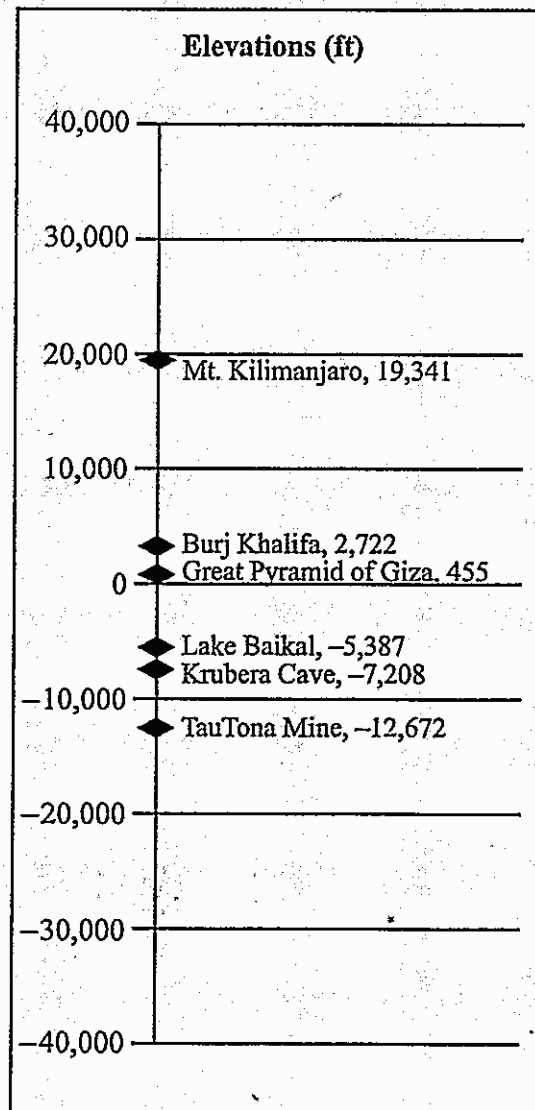 Elevations (ft)
40,000
30,000
20,000
Mt. Kilimanjaro, 19,341
10,000
Burj Khalifa, 2,722
Great Pyramid of Giza. 455
0
Lake Baikal, –5,387
Krubera Cave, –7,208
–10,000
TauTona Mine, –12,672
–20,000
–30,000
–40,000